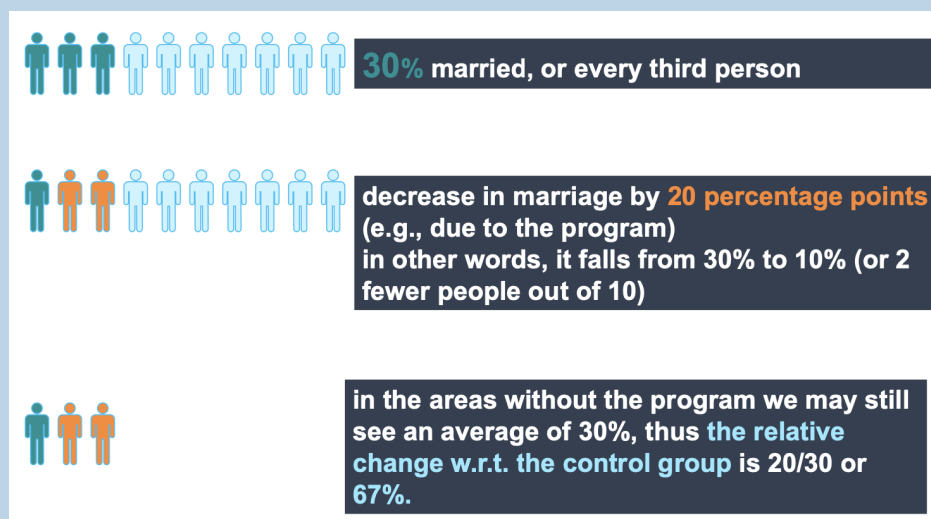 30% married, or every third person
decrease in marriage by 20 percentage points
(e.g., due to the program)
in other words, it falls from 30% to 10% (or 2
fewer people out of 10)
in the areas without the program we may still
see an average of 30%, thus the relative
change w.r.t. the control group is 20/30 or
67%.